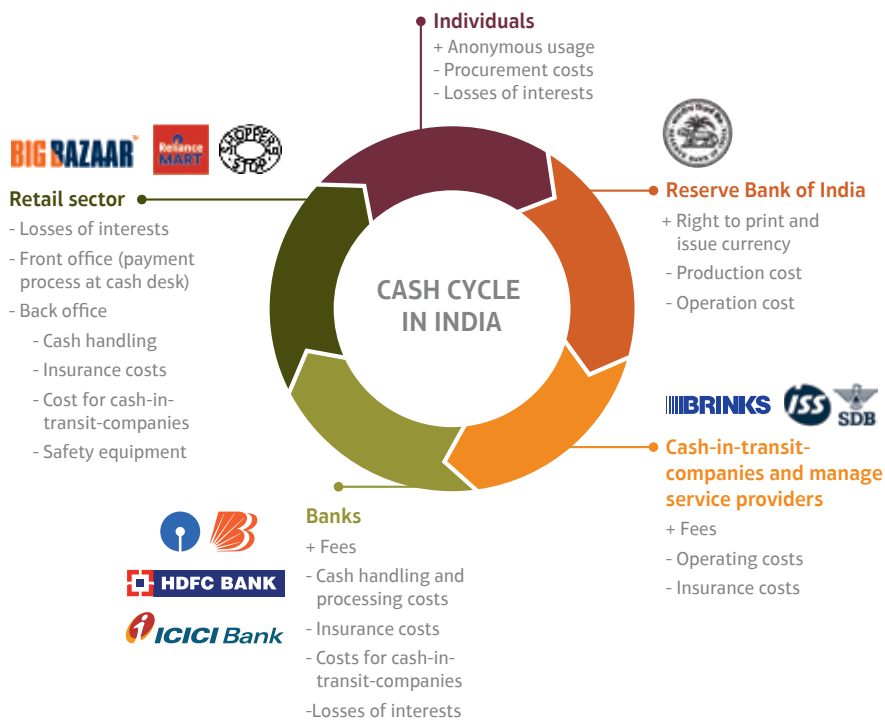 Individuals
+ Anonymous usage
- Procurement costs
- Losses of interests
BIG BAZAAR
Reliance
MART
SHOPPERS
STOP
Retail sector
- Losses of interests
- Front office (payment
process at cash desk)
- Back office
- Cash handling
- Insurance costs
- Cost for cash-in-
transit-companies
- Safety equipment
CASH CYCLE
IN INDIA
Reserve Bank of India
+ Right to print and
issue currency
- Production cost
- Operation cost
BRINKS
ISS
SDB
Cash-in-transit-
companies and manage
service providers
+ Fees
- Operating costs
- Insurance costs
Banks
+ Fees
- Cash handling and
processing costs
- Insurance costs
- Costs for cash-in-
transit-companies
-Losses of interests
HDFC BANK
ICICI Bank